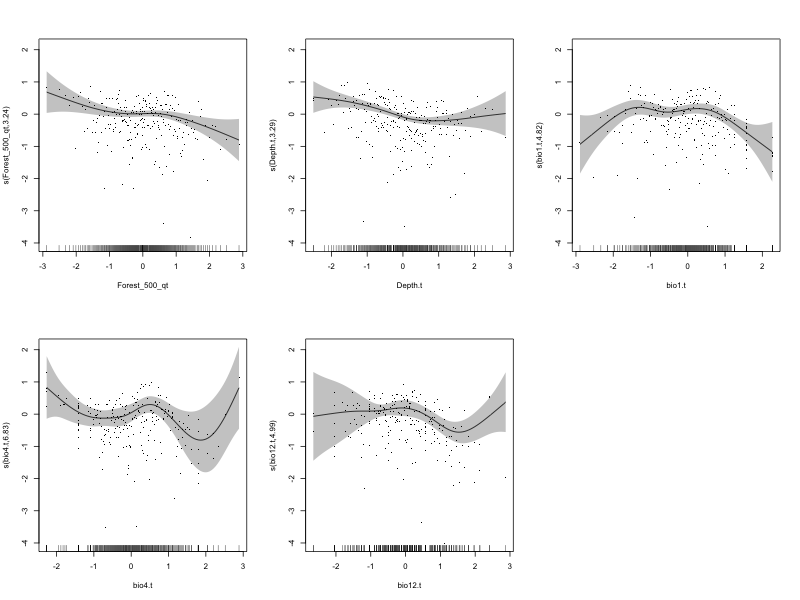 2
1
0
-1
-2
-3
-4
s(Forest_500_qt,3.24)
-3 -2 -1 0 1 2 3
Forest_500_qt
2
1
0
-1
-2
-3
-4
s(Depth.t,3.29)
-2 -1 0 1 2 3
Depth.t
2
1
0
-1
-2
-3
-4
s(bio1.t,4.82)
-3 -2 -1 0 1 2
bio1.t
2
1
0
-1
-2
-3
-4
s(bio4.t,6.83)
-2 -1 0 1 2 3
bio4.t
2
1
0
-1
-2
-3
-4
s(bio12.t,4.99)
-2 -1 0 1 2 3
bio12.t